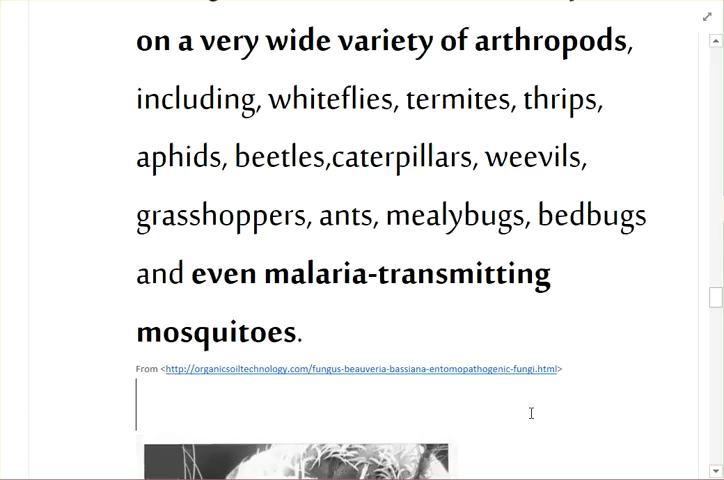 on a very wide variety of arthropods,
including, whiteflies, termites, thrips,
aphids, beetles,caterpillars, weevils,
grasshoppers, ants, mealybugs, bedbugs
and even malaria-transmitting
mosquitoes.
From <http://organicsoiltechnology.com/fungus-beauveria-bassiana-entomopathogenic-fungi.html>